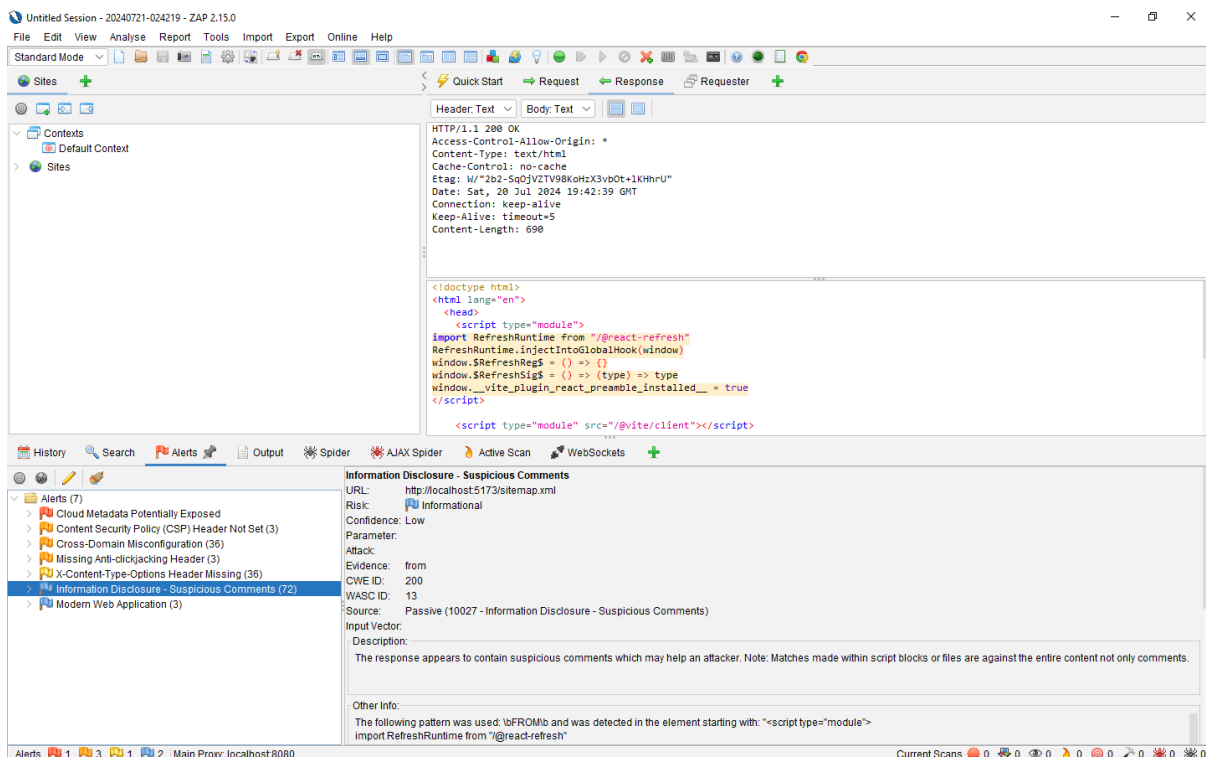 Untitled Session - 20240721-024219 - ZAP 2.15.0
File Edit View Analyse Report Tools Import Export Online Help
Standard Mode
Sites
Quick Start Request Response Requester
Header: Text Body: Text
Contexts
Default Context
Sites
HTTP/1.1 200 OK
Access-Control-Allow-Origin: *
Content-Type: text/html
Cache-Control: no-cache
Etag: W/"2b2-SqOjVZTV98KoHzX3vbOt+lKHhrU"
Date: Sat, 20 Jul 2024 19:42:39 GMT
Connection: keep-alive
Keep-Alive: timeout=5
Content-Length: 690
<!doctype html>
<html lang="en">
<head>
<script type="module">
import RefreshRuntime from "/@react-refresh"
RefreshRuntime.injectIntoGlobalHook(window)
window.$RefreshReg$ = () => {}
window.$RefreshSig$ = () => (type) => type
window.__vite_plugin_react_preamble_installed__ = true
</script>
<script type="module" src="/@vite/client"></script>
History Search Alerts Output Spider AJAX Spider Active Scan WebSockets
Alerts (7)
Cloud Metadata Potentially Exposed
Content Security Policy (CSP) Header Not Set (3)
Cross-Domain Misconfiguration (36)
Missing Anti-clickjacking Header (3)
X-Content-Type-Options Header Missing (36)
Information Disclosure - Suspicious Comments (72)
Modern Web Application (3)
Information Disclosure - Suspicious Comments
URL: http://localhost:5173/sitemap.xml
Risk: Informational
Confidence: Low
Parameter:
Attack:
Evidence: from
CWE ID: 200
WASC ID: 13
Source: Passive (10027 - Information Disclosure - Suspicious Comments)
Input Vector:
Description:
The response appears to contain suspicious comments which may help an attacker. Note: Matches made within script blocks or files are against the entire content not only comments.
Other Info:
The following pattern was used: \bFROM\b and was detected in the element starting with: "<script type="module">
import RefreshRuntime from "/@react-refresh"
Alerts 1 3 1 2 Main Proxy: localhost:8080
Current Scans 0 0 0 0 0 0 0 0